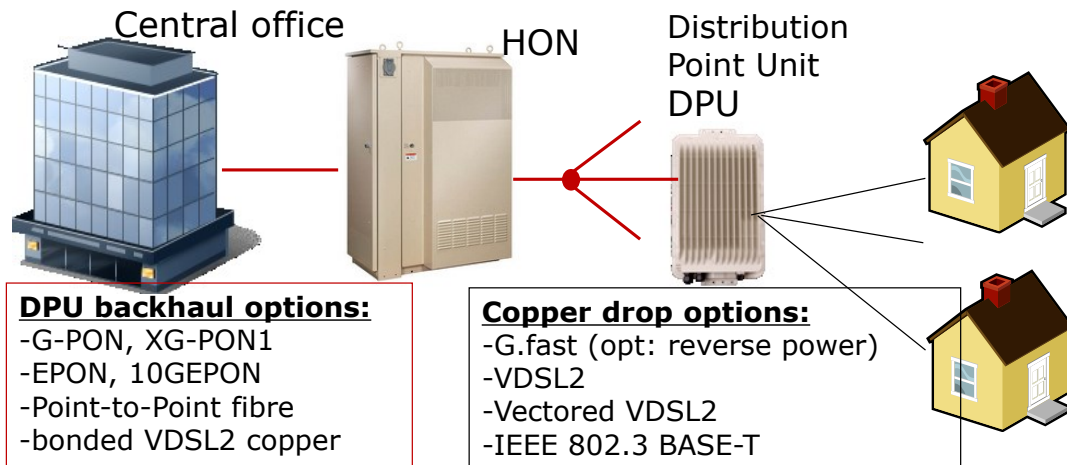 Central office
HON
Distribution
Point Unit
DPU
DPU backhaul options:
-G-PON, XG-PON1
-EPON, 10GEPON
-Point-to-Point fibre
-bonded VDSL2 copper
Copper drop options:
-G.fast (opt: reverse power)
-VDSL2
-Vectored VDSL2
-IEEE 802.3 BASE-T